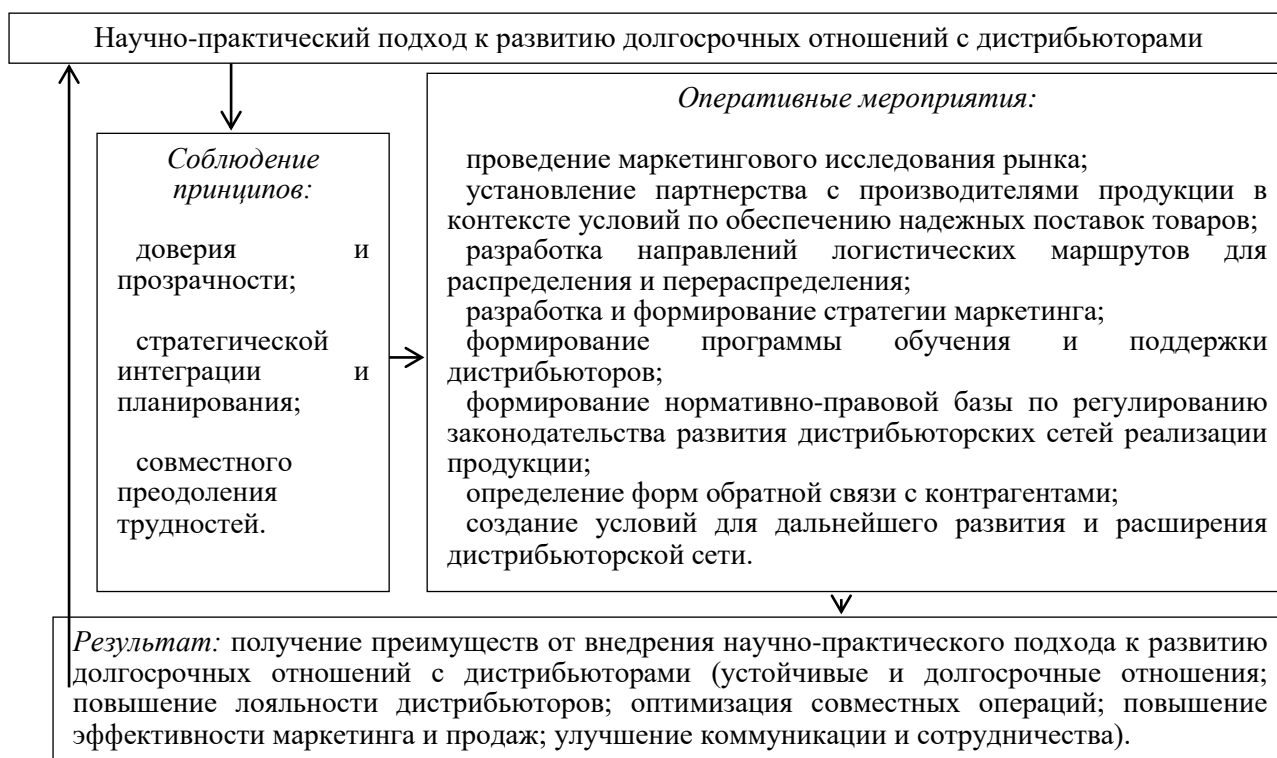 Научно-практический подход к развитию долгосрочных отношений с дистрибьюторами
Соблюдение
принципов:
доверия и
прозрачности;
стратегической
интеграции и
планирования;
совместного
преодоления
трудностей.
Оперативные мероприятия:
проведение маркетингового исследования рынка;
установление партнерства с производителями продукции в
контексте условий по обеспечению надежных поставок товаров;
разработка направлений логистических маршрутов для
распределения и перераспределения;
разработка и формирование стратегии маркетинга;
формирование программы обучения и поддержки
дистрибьюторов;
формирование нормативно-правовой базы по регулированию
законодательства развития дистрибьюторских сетей реализации
продукции;
определение форм обратной связи с контрагентами;
создание условий для дальнейшего развития и расширения
дистрибьюторской сети.
Результат: получение преимуществ от внедрения научно-практического подхода к развитию
долгосрочных отношений с дистрибьюторами (устойчивые и долгосрочные отношения;
повышение лояльности дистрибьюторов; оптимизация совместных операций; повышение
эффективности маркетинга и продаж; улучшение коммуникации и сотрудничества).